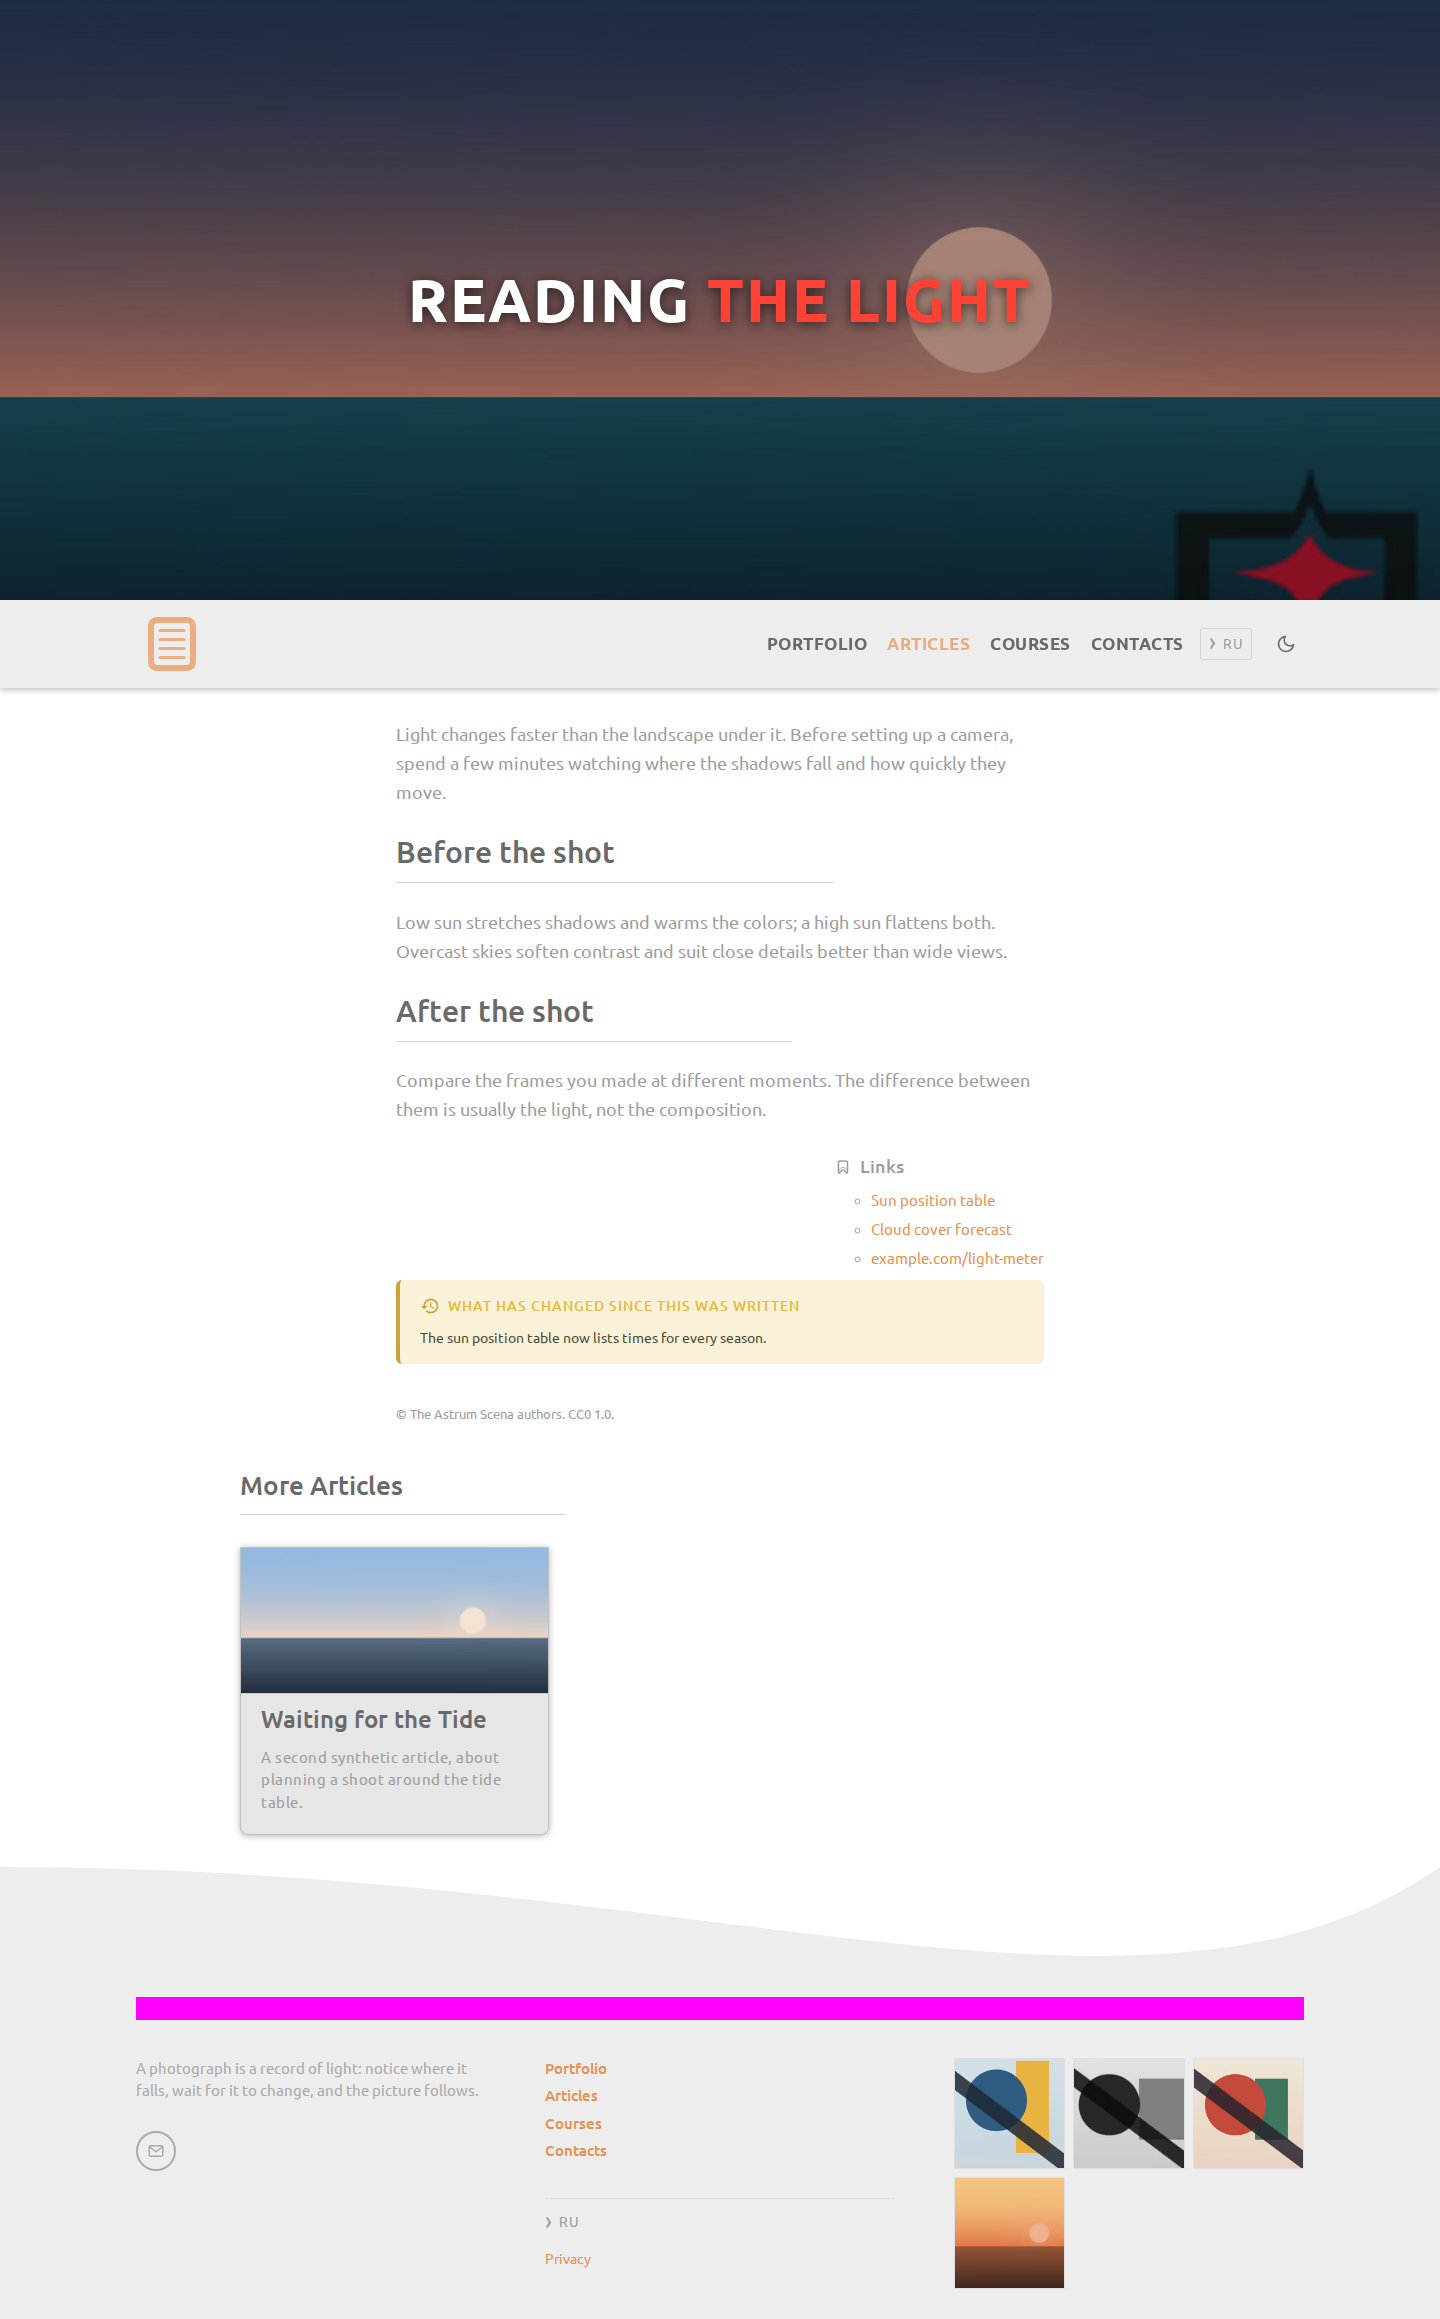 READING THE LIGHT
PORTFOLIO ARTICLES COURSES CONTACTS ❯ RU
Light changes faster than the landscape under it. Before setting up a camera,
spend a few minutes watching where the shadows fall and how quickly they
move.
Before the shot
Low sun stretches shadows and warms the colors; a high sun flattens both.
Overcast skies soften contrast and suit close details better than wide views.
After the shot
Compare the frames you made at different moments. The difference between
them is usually the light, not the composition.
Links
Sun position table
Cloud cover forecast
example.com/light-meter
WHAT HAS CHANGED SINCE THIS WAS WRITTEN
The sun position table now lists times for every season.
© The Astrum Scena authors. CC0 1.0.
More Articles
Waiting for the Tide
A second synthetic article, about
planning a shoot around the tide
table.
A photograph is a record of light: notice where it
falls, wait for it to change, and the picture follows.
Portfolio
Articles
Courses
Contacts
❯ RU
Privacy